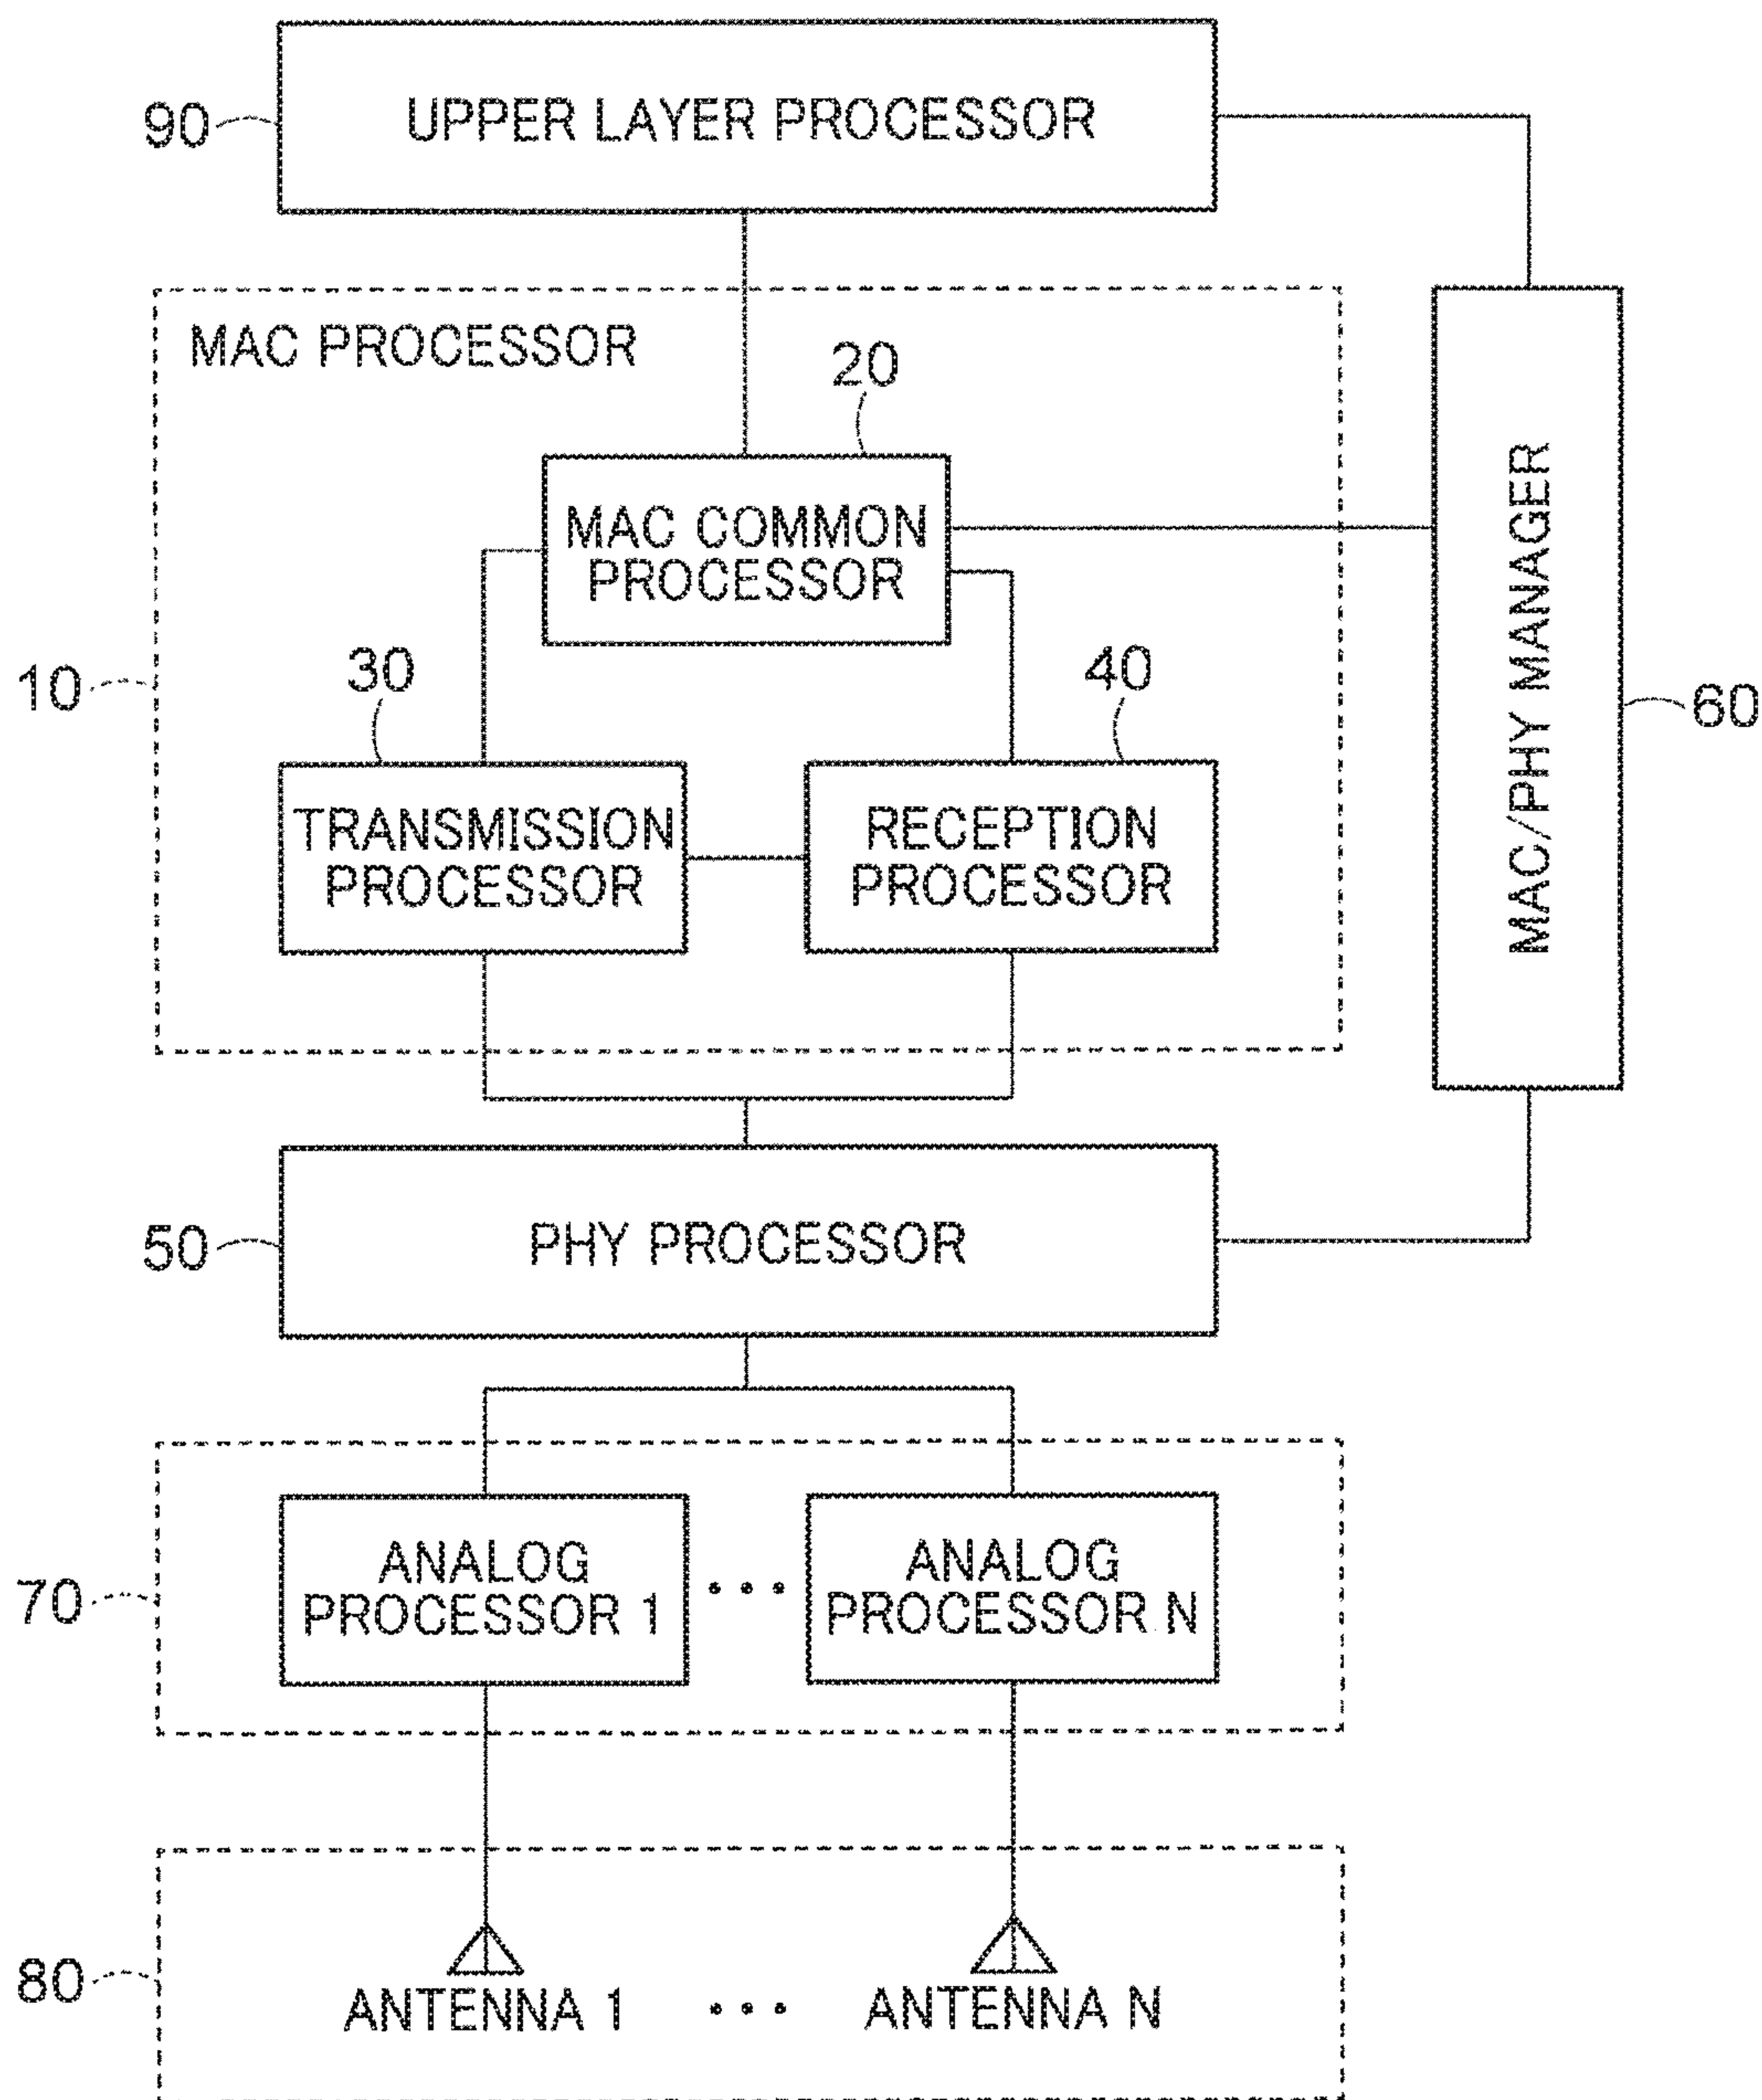 90
UPPER LAYER PROCESSOR
MAC PROCESSOR
20
MAC COMMON
PROCESSOR
10
30
40
TRANSMISSION
PROCESSOR
RECEPTION
PROCESSOR
MAC/PHY MANAGER
60
50
PHY PROCESSOR
70
ANALOG
PROCESSOR 1
• • •
ANALOG
PROCESSOR N
80
ANTENNA 1
• • •
ANTENNA N